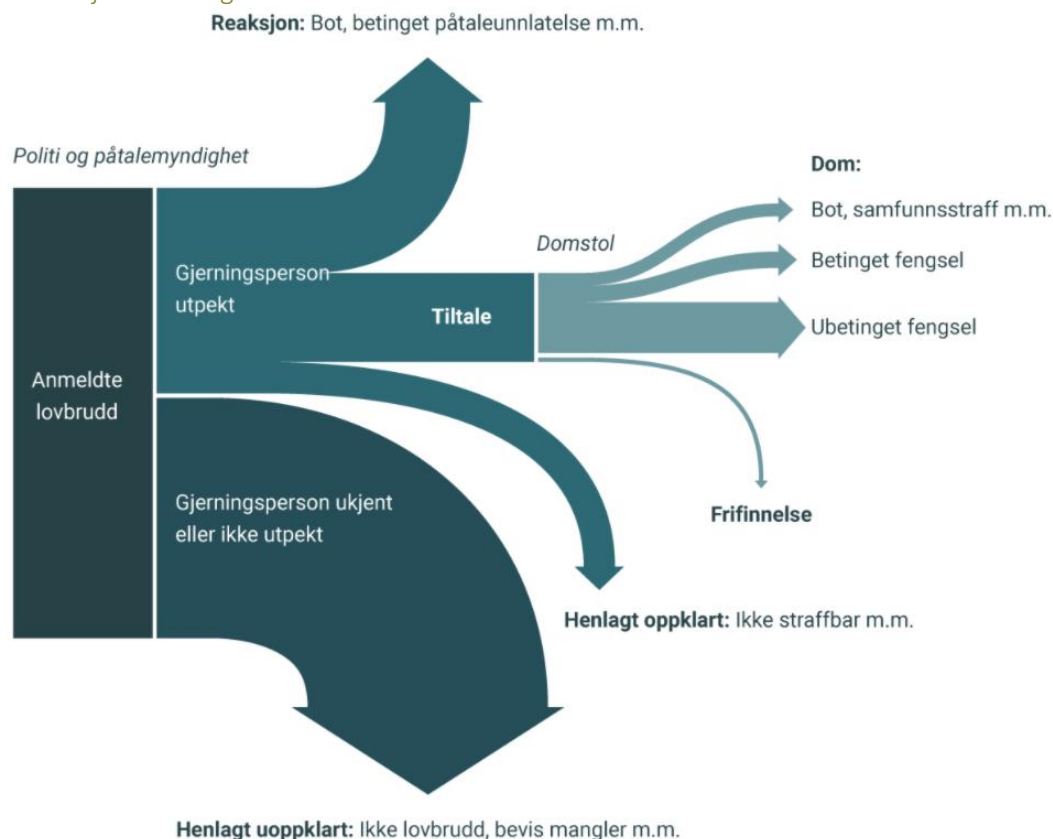 Reaksjon: Bot, betinget påtaleunnlatelse m.m.
Politi og påtalemyndighet
Dom:
Bot, samfunnsstraff m.m.
Domstol
Betinget fengsel
Gjerningsperson
utpekt
Tiltale
Ubetinget fengsel
Anmeldte
lovbrudd
Gjerningsperson ukjent
eller ikke utpekt
Frifinnelse
Henlagt oppklart: Ikke straffbar m.m.
Henlagt uoppklart: Ikke lovbrudd, bevis mangler m.m.